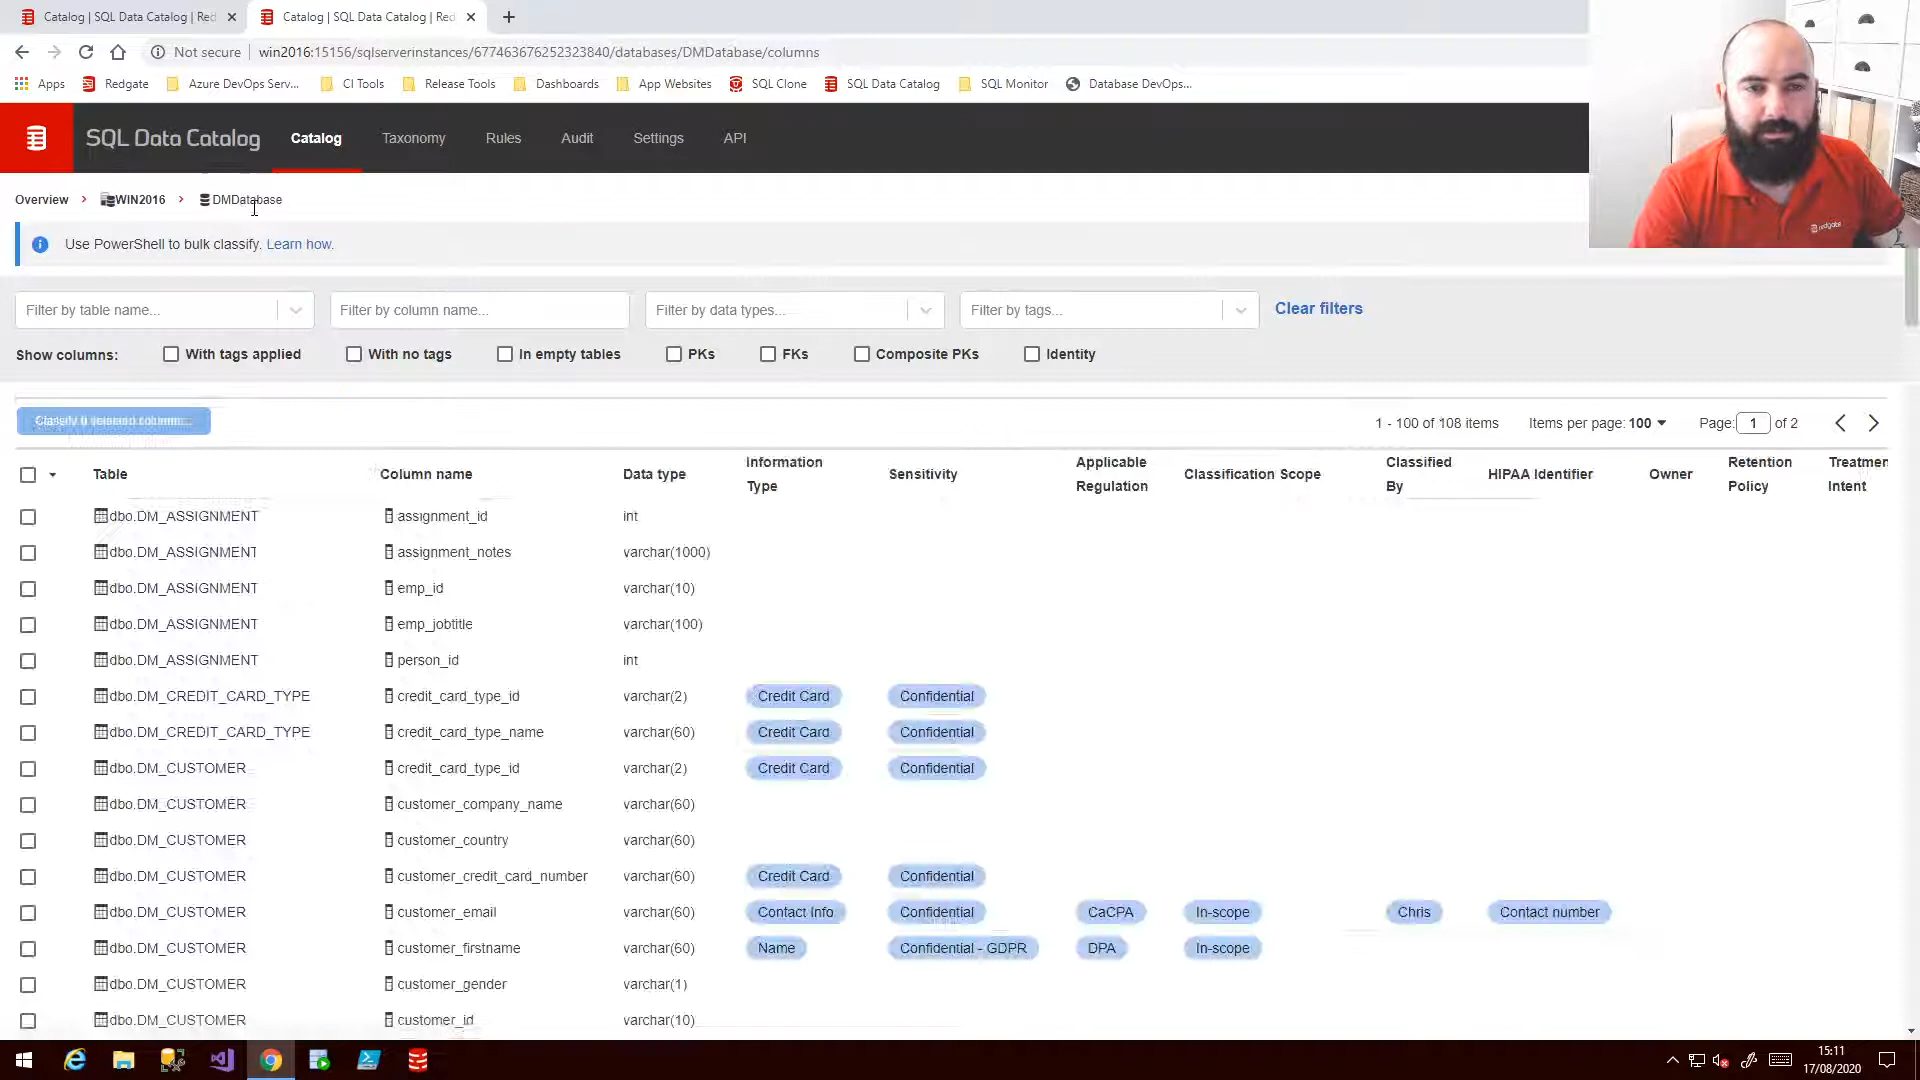 Catalog | SQL Data Catalog | Red
Catalog | SQL Data Catalog | Red
Not secure | win2016:15156/sqlserverinstances/677463676252323840/databases/DMDatabase/columns
Apps Redgate Azure DevOps Serv... CI Tools Release Tools Dashboards App Websites SQL Clone SQL Data Catalog SQL Monitor Database DevOps...
SQL Data Catalog Catalog Taxonomy Rules Audit Settings API
redgate
Overview > WIN2016 > DMDatabase
Use PowerShell to bulk classify. Learn how.
Filter by table name... Filter by column name... Filter by data types... Filter by tags... Clear filters
Show columns: With tags applied With no tags In empty tables PKs FKs Composite PKs Identity
1 - 100 of 108 items Items per page: 100 Page: 1 of 2
Table Column name Data type Information Type Sensitivity Applicable Regulation Classification Scope Classified By HIPAA Identifier Owner Retention Policy Treatmen Intent
dbo.DM_ASSIGNMENT assignment_id int
dbo.DM_ASSIGNMENT assignment_notes varchar(1000)
dbo.DM_ASSIGNMENT emp_id varchar(10)
dbo.DM_ASSIGNMENT emp_jobtitle varchar(100)
dbo.DM_ASSIGNMENT person_id int
dbo.DM_CREDIT_CARD_TYPE credit_card_type_id varchar(2) Credit Card Confidential
dbo.DM_CREDIT_CARD_TYPE credit_card_type_name varchar(60) Credit Card Confidential
dbo.DM_CUSTOMER credit_card_type_id varchar(2) Credit Card Confidential
dbo.DM_CUSTOMER customer_company_name varchar(60)
dbo.DM_CUSTOMER customer_country varchar(60)
dbo.DM_CUSTOMER customer_credit_card_number varchar(60) Credit Card Confidential
dbo.DM_CUSTOMER customer_email varchar(60) Contact Info Confidential CaCPA In-scope Chris Contact number
dbo.DM_CUSTOMER customer_firstname varchar(60) Name Confidential - GDPR DPA In-scope
dbo.DM_CUSTOMER customer_gender varchar(1)
dbo.DM_CUSTOMER customer_id varchar(10)
15:11
17/08/2020